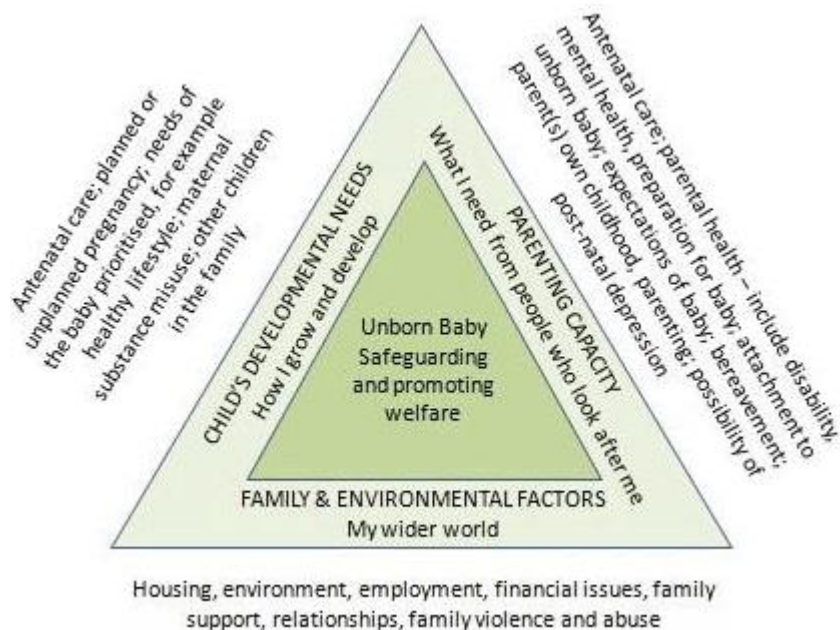 Antenatal care; planned or
unplanned pregnancy; needs of
the baby prioritised, for example
healthy lifestyle; maternal
substance misuse; other children
in the family
CHILD'S DEVELOPMENTAL NEEDS
How I grow and develop
Unborn Baby
Safeguarding
and promoting
welfare
PARENTING CAPACITY
What I need from people who look after me
Antenatal care; parental health – include disability,
mental health, preparation for baby; attachment to
unborn baby; expectations of baby; bereavement;
parent(s) own childhood, parenting; possibility of
post-natal depression
FAMILY & ENVIRONMENTAL FACTORS
My wider world
Housing, environment, employment, financial issues, family
support, relationships, family violence and abuse